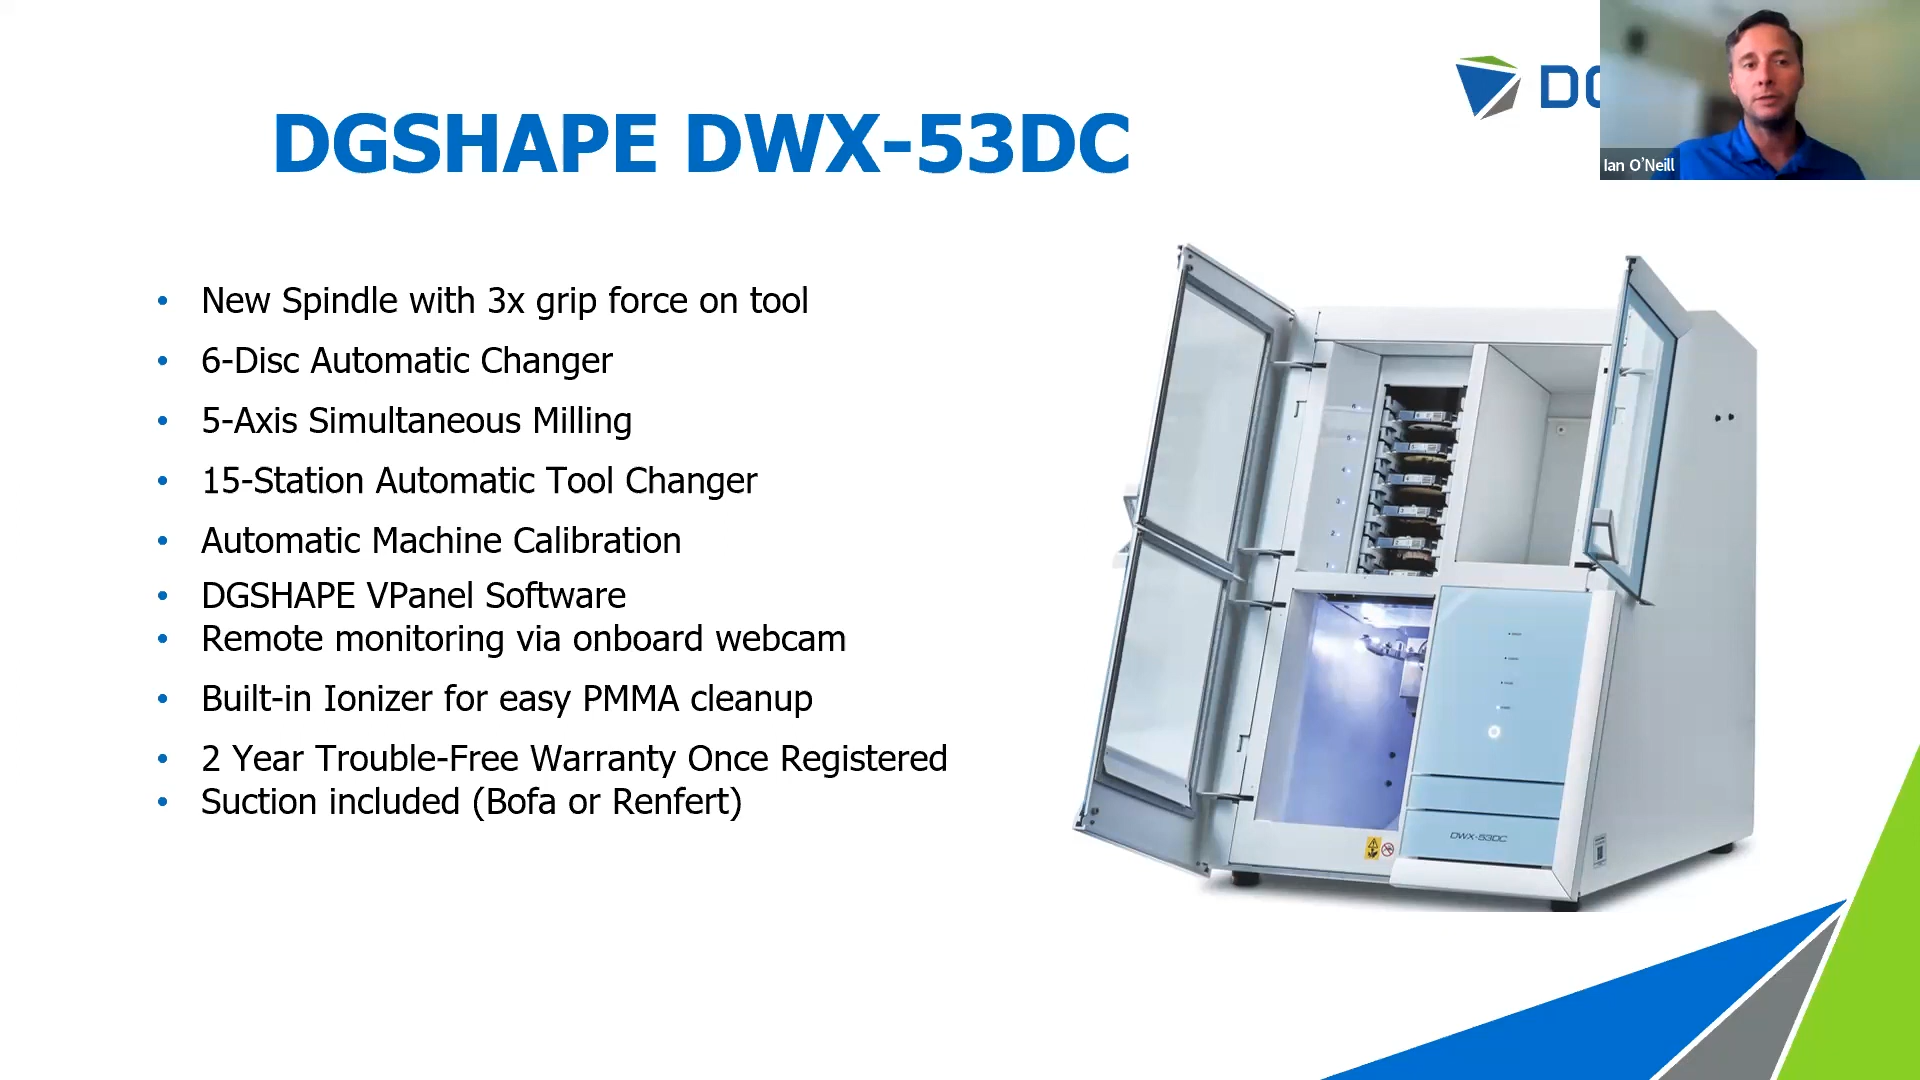 DGSHAPE DWX-53DC
Ian O'Neill
• New Spindle with 3x grip force on tool
• 6-Disc Automatic Changer
• 5-Axis Simultaneous Milling
• 15-Station Automatic Tool Changer
• Automatic Machine Calibration
• DGSHAPE VPanel Software
• Remote monitoring via onboard webcam
• Built-in Ionizer for easy PMMA cleanup
• 2 Year Trouble-Free Warranty Once Registered
• Suction included (Bofa or Renfert)
DWX-53DC